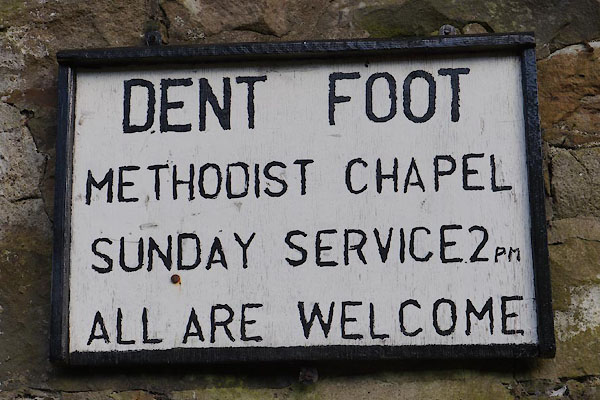 DENT FOOT
METHODIST CHAPEL
SUNDAY SERVICE.2PM
ALL ARE WELCOME